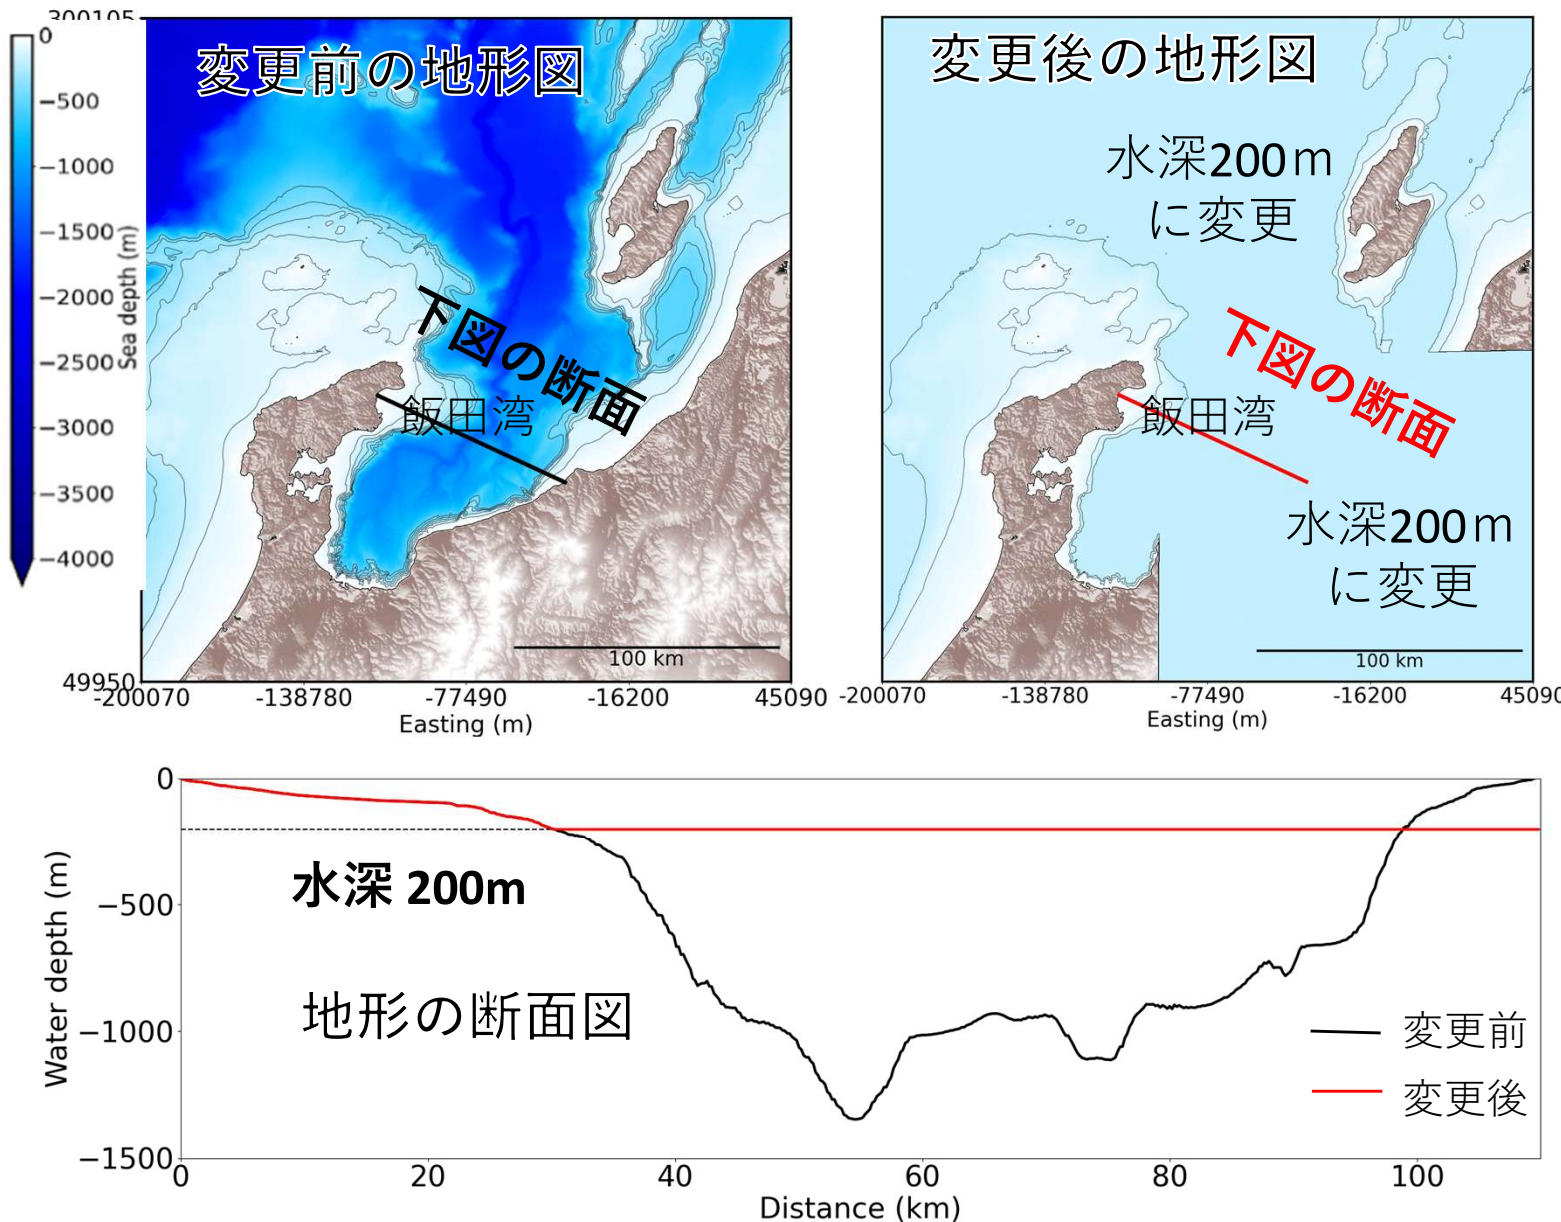 300105
変更前の地形図
変更後の地形図
0
−500
−1000
−1500
−2000
−2500
−3000
−3500
−4000
Sea depth (m)
下図の断面
飯田湾
100 km
49950
-200070
-138780
-77490
-16200
45090
Easting (m)
水深200m
に変更
下図の断面
飯田湾
水深200m
に変更
100 km
-200070
-138780
-77490
-16200
45090
Easting (m)
0
−500
−1000
−1500
Water depth (m)
水深 200m
地形の断面図
変更前
変更後
0
20
40
60
80
100
Distance (km)